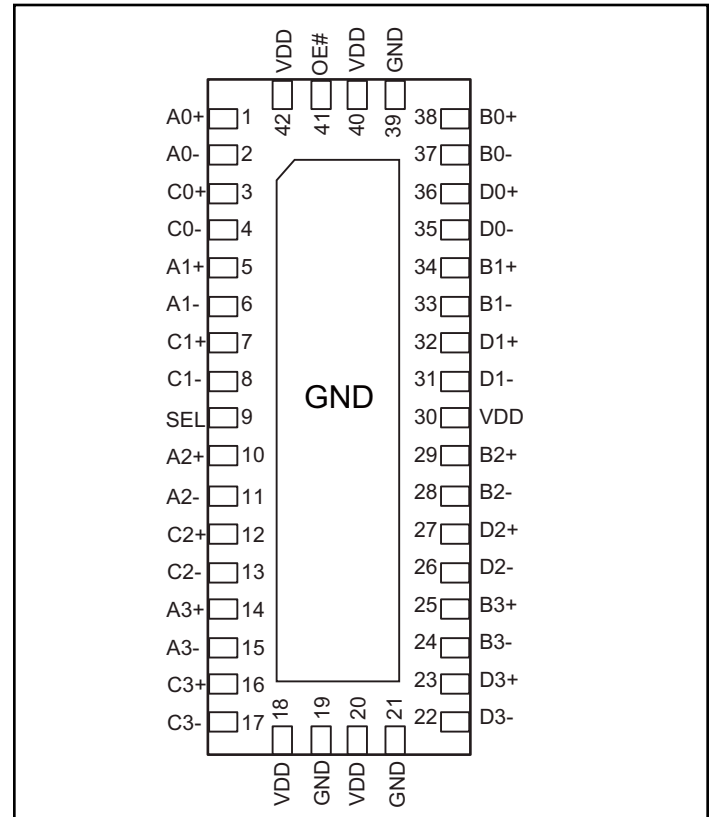 VDD OE# VDD GND
42 41 40 39
A0+ 1 38 B0+
A0- 2 37 B0-
C0+ 3 36 D0+
C0- 4 35 D0-
A1+ 5 34 B1+
A1- 6 33 B1-
C1+ 7 32 D1+
C1- 8 31 D1-
GND
SEL 9 30 VDD
A2+ 10 29 B2+
A2- 11 28 B2-
C2+ 12 27 D2+
C2- 13 26 D2-
A3+ 14 25 B3+
A3- 15 24 B3-
C3+ 16 23 D3+
C3- 17 22 D3-
18 19 20 21
VDD GND VDD GND